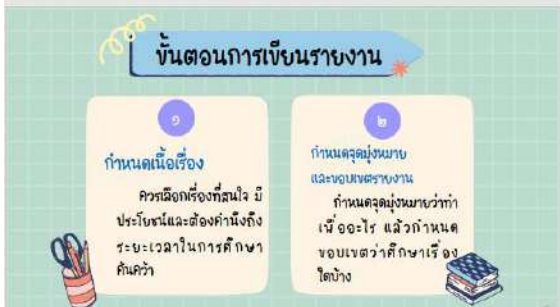 ขั้นตอนการเขียนรายงาน
๑
กำหนดเนื้อเรื่อง
ควรเลือกเรื่องที่สนใจ มี
ประโยชน์และต้องคำนึงถึง
ระยะเวลาในการศึกษา
ค้นคว้า
๒
กำหนดจุดมุ่งหมาย
และขอบเขตรายงาน
กำหนดจุดมุ่งหมายว่าทำ
เพื่ออะไร แล้วกำหนด
ขอบเขตว่าศึกษาเรื่อง
ใดบ้าง